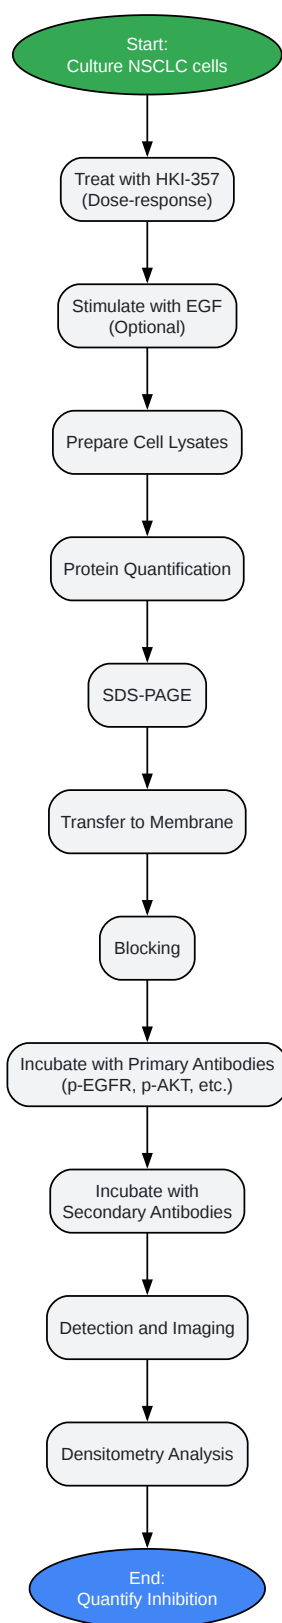 Start:
Culture NSCLC cells
Treat with HKI-357
(Dose-response)
Stimulate with EGF
(Optional)
Prepare Cell Lysates
Protein Quantification
SDS-PAGE
Transfer to Membrane
Blocking
Incubate with Primary Antibodies
(p-EGFR, p-AKT, etc.)
Incubate with
Secondary Antibodies
Detection and Imaging
Densitometry Analysis
End:
Quantify Inhibition